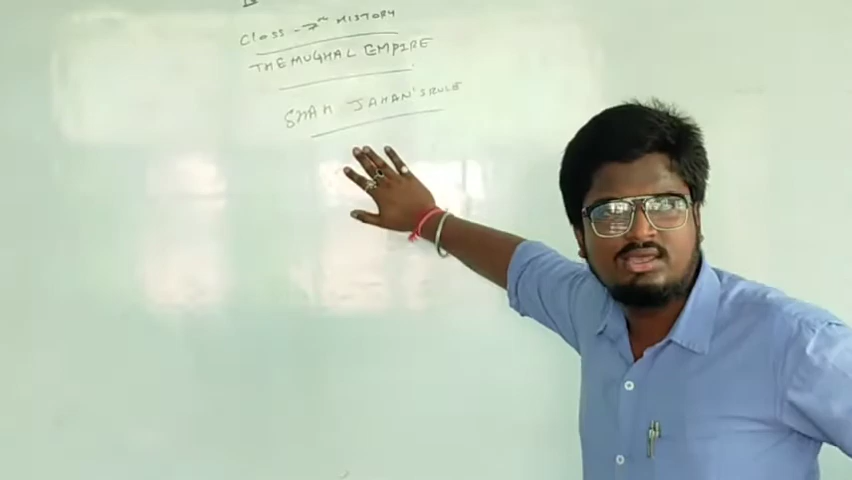 Class - 7th HISTORY
THE MUGHAL EMPIRE
SHAH JAHAN'S RULE